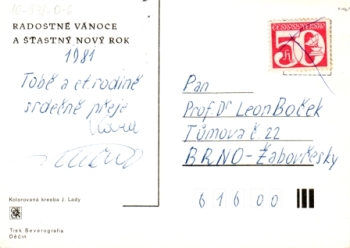 RADOSTNÉ VÁNOCE
A ŠŤASTNÝ NOVÝ ROK
1981
Tobě a ct rodině
srdečně přeje
Kolorovaná kresba J. Lady
Tisk Severografia
Děčín
50
Pan
Prof. Dr Leon Boček
Tůmova č 22
BRNO-Žabovřesky
616 00